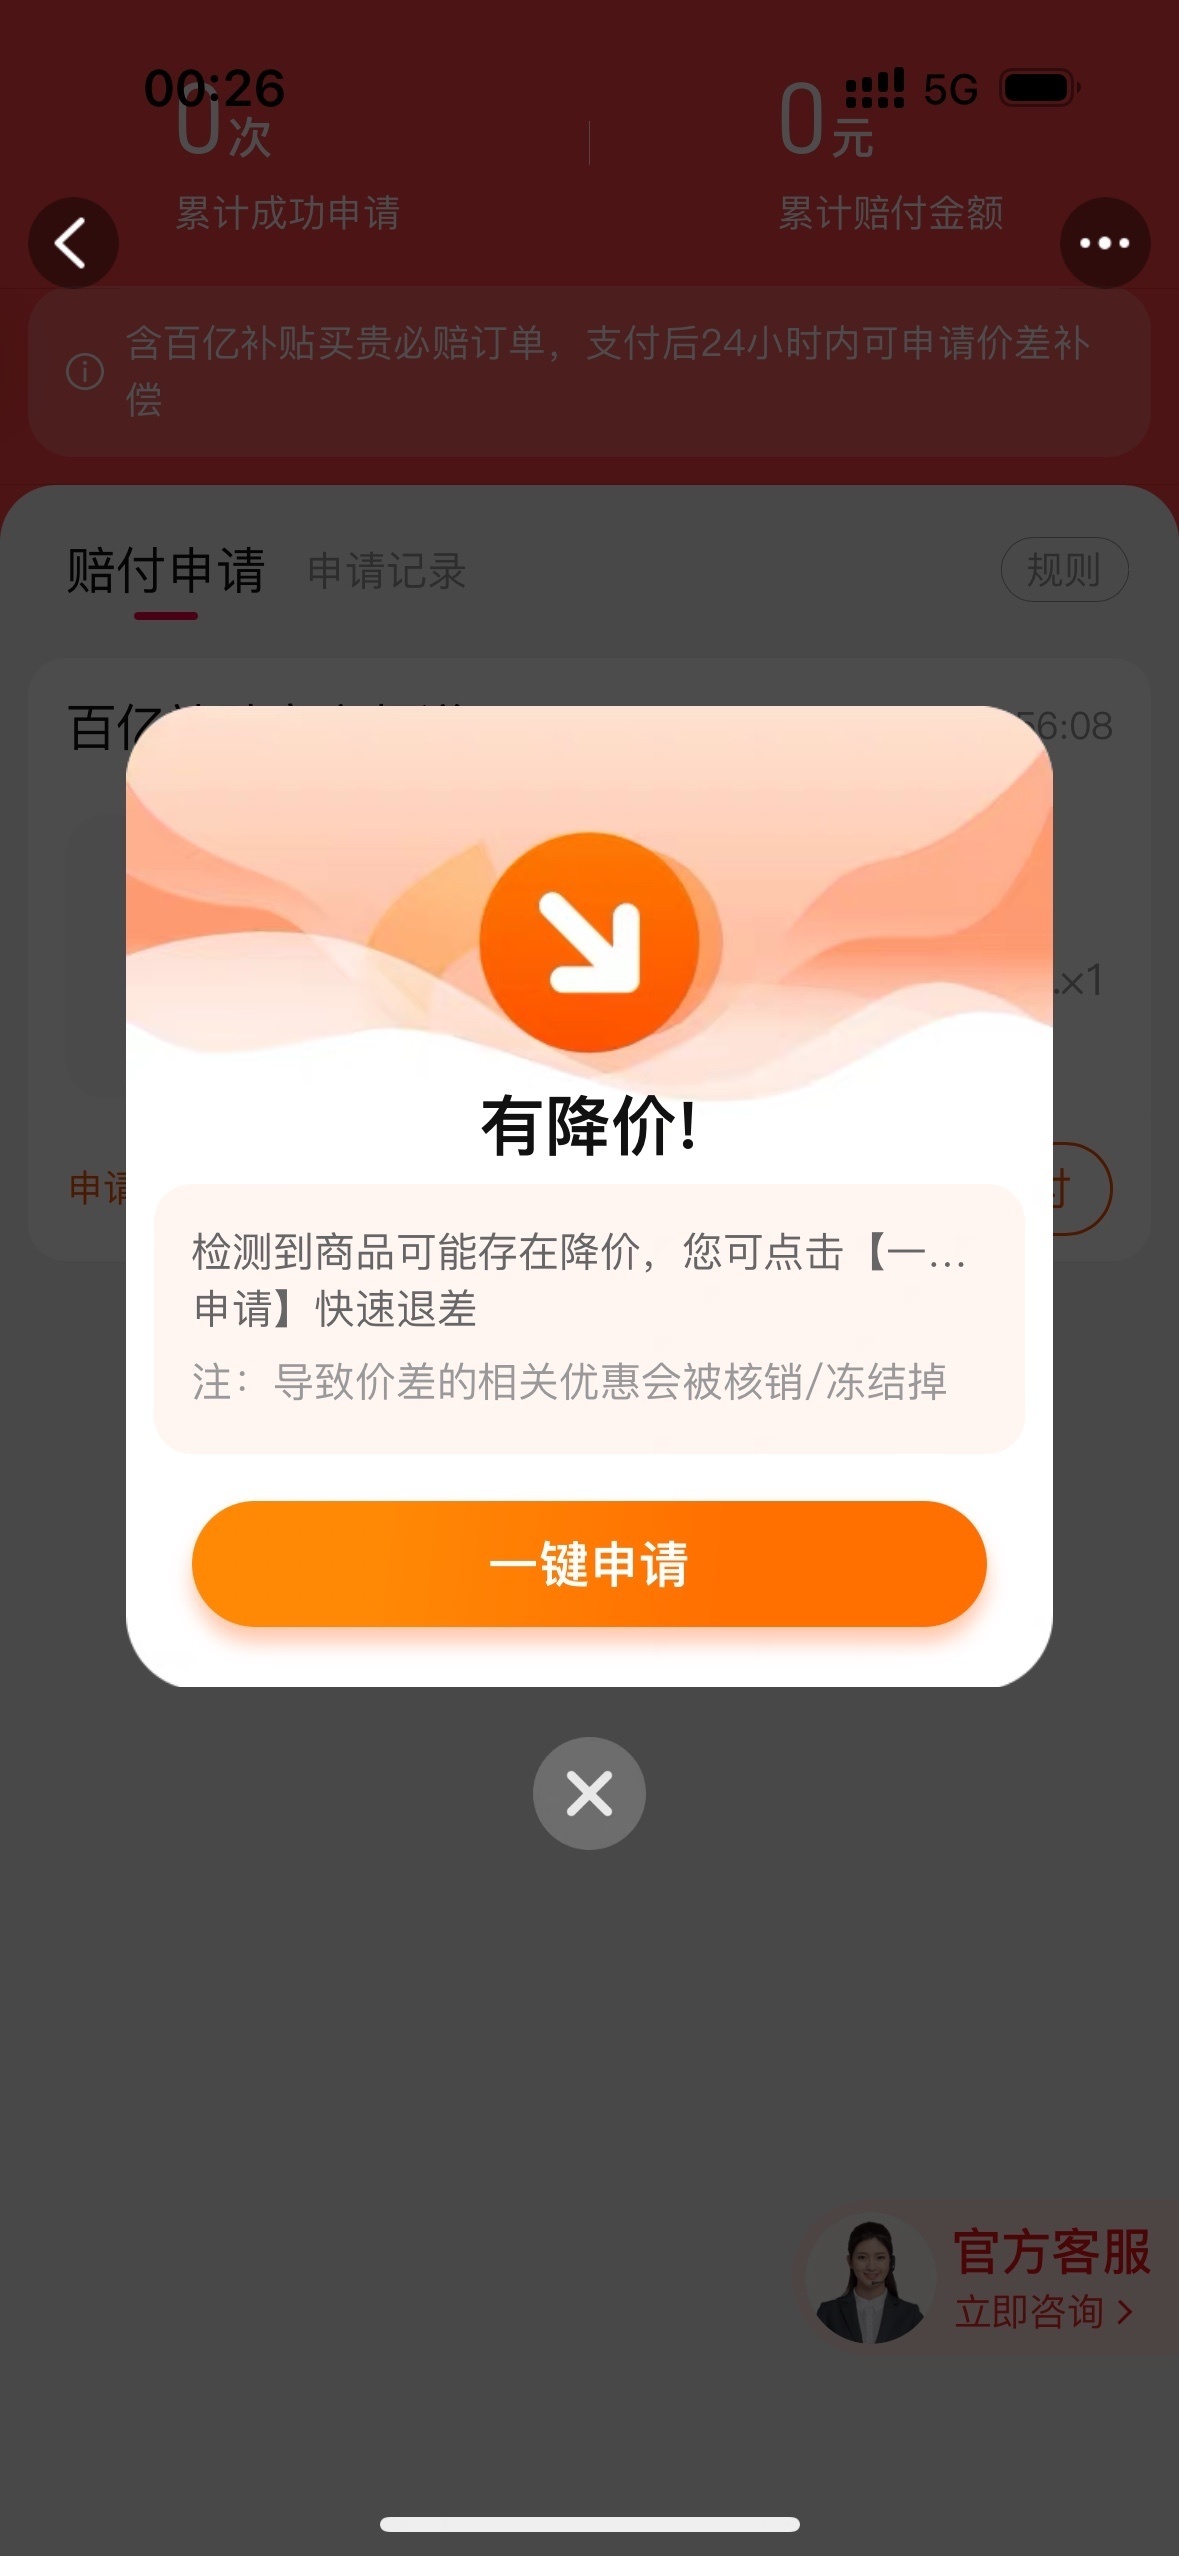 00:26
5G
0次
0元
累计成功申请
累计赔付金额
含百亿补贴买贵必赔订单，支付后24小时内可申请价差补
偿
赔付申请
申请记录
规则
百亿
56:08
.x1
申请
付
有降价!
检测到商品可能存在降价，您可点击【一...
申请】快速退差
注：导致价差的相关优惠会被核销/冻结掉
一键申请
官方客服
立即咨询 >